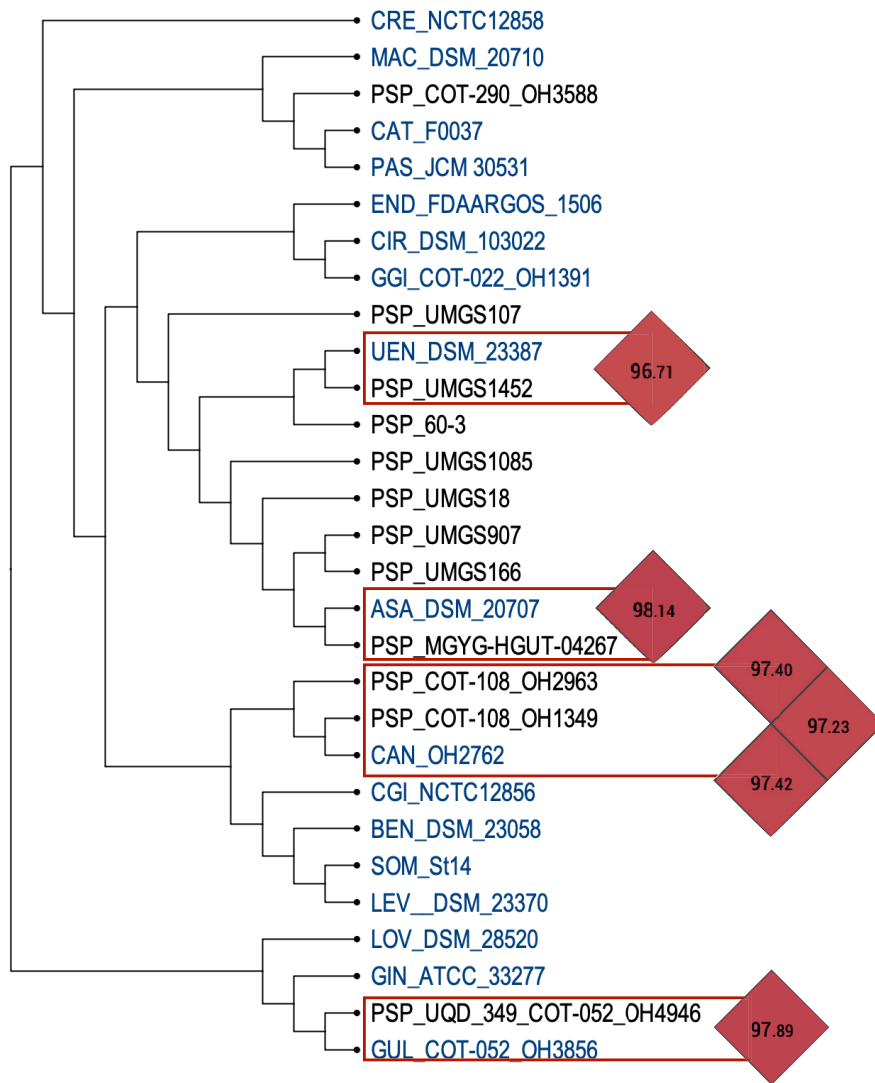 CRE_NCTC12858
MAC_DSM_20710
PSP_COT-290_OH3588
CAT_F0037
PAS_JCM 30531
END_FDAARGOS_1506
CIR_DSM_103022
GGI_COT-022_OH1391
PSP_UMGS107
UEN_DSM_23387
96.71
PSP_UMGS1452
PSP_60-3
PSP_UMGS1085
PSP_UMGS18
PSP_UMGS907
PSP_UMGS166
ASA_DSM_20707
98.14
PSP_MGYG-HGUT-04267
97.40
PSP_COT-108_OH2963
PSP_COT-108_OH1349
97.23
CAN_OH2762
97.42
CGI_NCTC12856
BEN_DSM_23058
SOM_St14
LEV__DSM_23370
LOV_DSM_28520
GIN_ATCC_33277
PSP_UQD_349_COT-052_OH4946
97.89
GUL_COT-052_OH3856